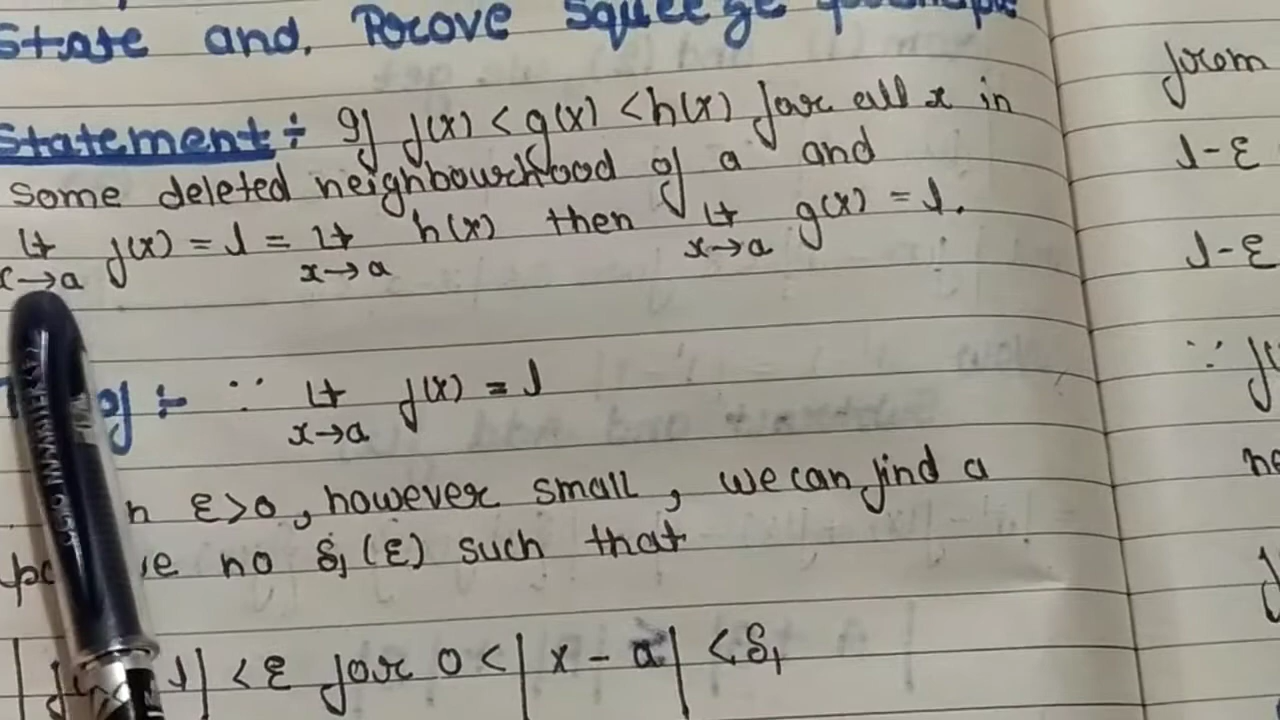 State and. Prove Squeeze principle
Statement ÷ If f(x) < g(x) < h(x) for all x in
Some deleted neighbourhood of a and
lt f(x) = l = lt h(x) then lt g(x) = l.
x→a x→a x→a
∵ lt f(x) = l
x→a
ε>0, however small, we can find a
no δ₁(ε) such that
l| < ε for 0 < | x - a | < δ₁
from
l-ε
l-ε
∵